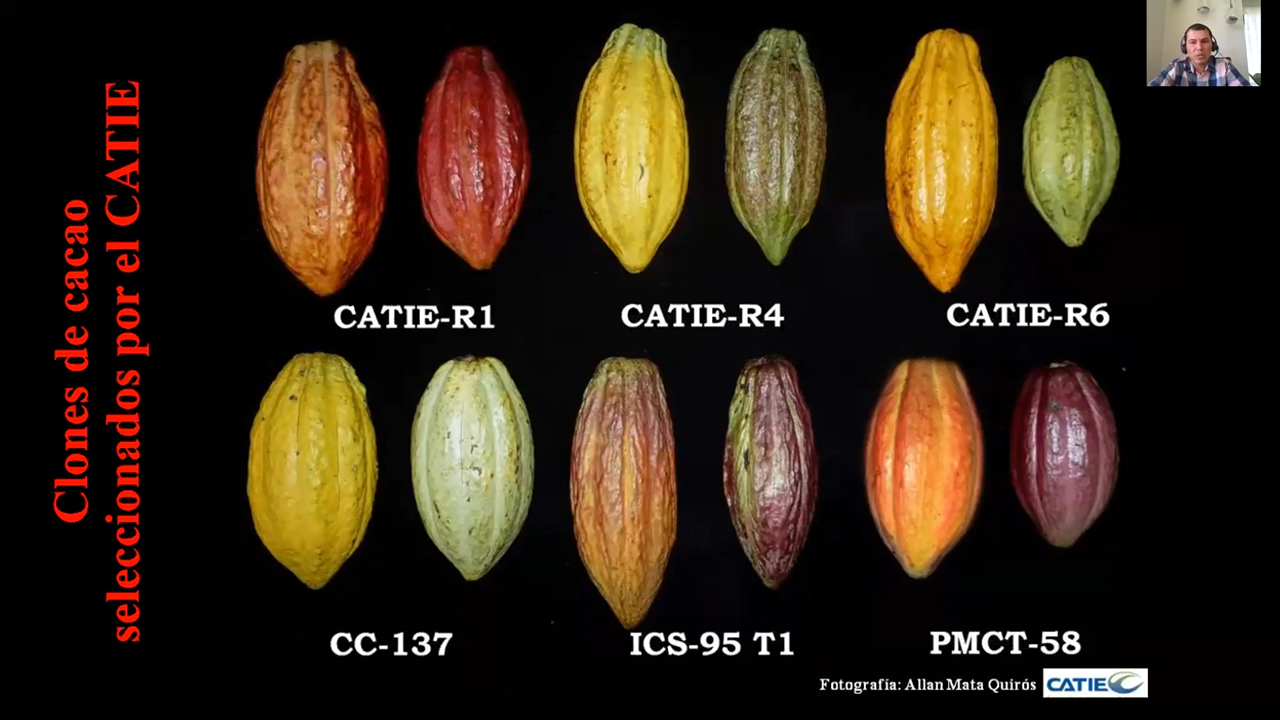 Clones de cacao
seleccionados por el CATIE
CATIE-R1
CATIE-R4
CATIE-R6
CC-137
ICS-95 T1
PMCT-58
Fotografía: Allan Mata Quirós
CATIE